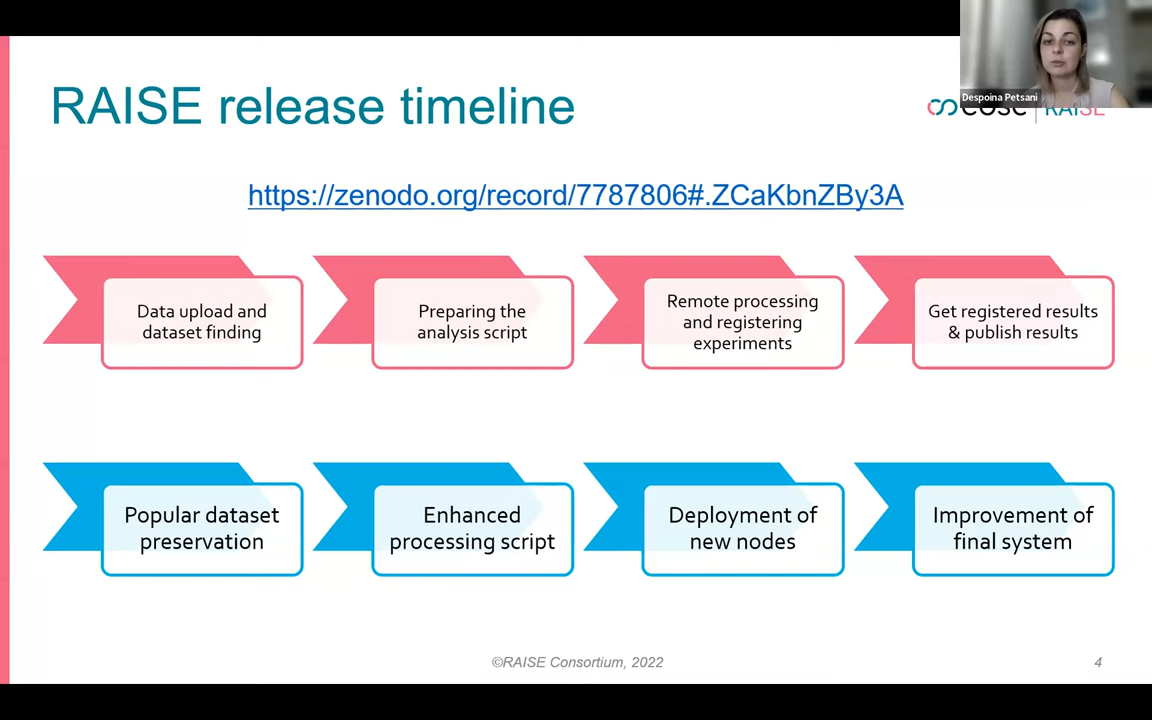 Despoina Petsani
RAISE release timeline
eosc | RAISE
https://zenodo.org/record/7787806#.ZCaKbnZBy3A
Data upload and
dataset finding
Preparing the
analysis script
Remote processing
and registering
experiments
Get registered results
& publish results
Popular dataset
preservation
Enhanced
processing script
Deployment of
new nodes
Improvement of
final system
©RAISE Consortium, 2022
4